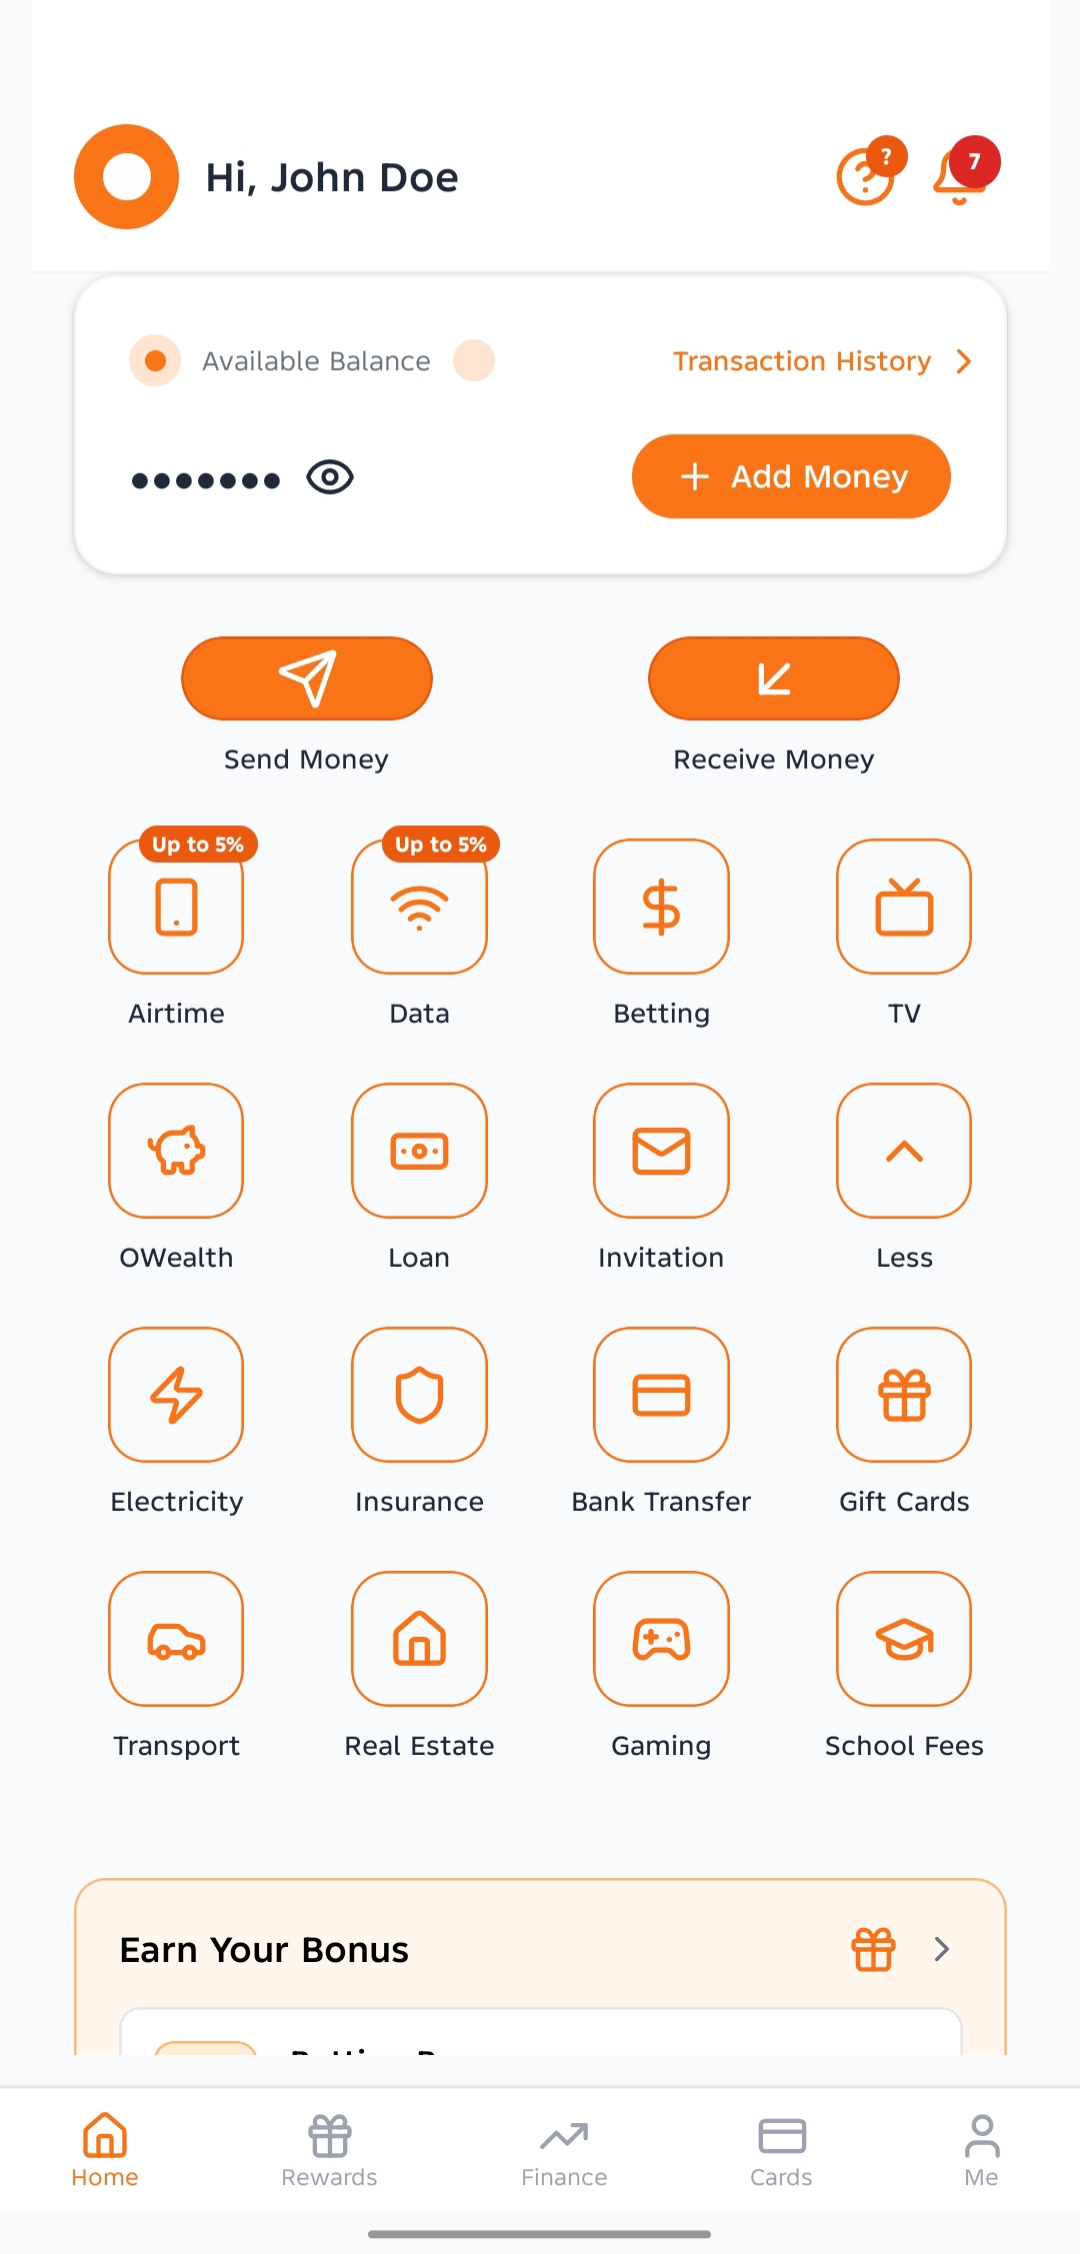 Hi, John Doe
?
7
Available Balance
Transaction History
•••••••
Add Money
Send Money
Receive Money
Up to 5%
Up to 5%
Airtime
Data
Betting
TV
OWealth
Loan
Invitation
Less
Electricity
Insurance
Bank Transfer
Gift Cards
Transport
Real Estate
Gaming
School Fees
Earn Your Bonus
Home
Rewards
Finance
Cards
Me